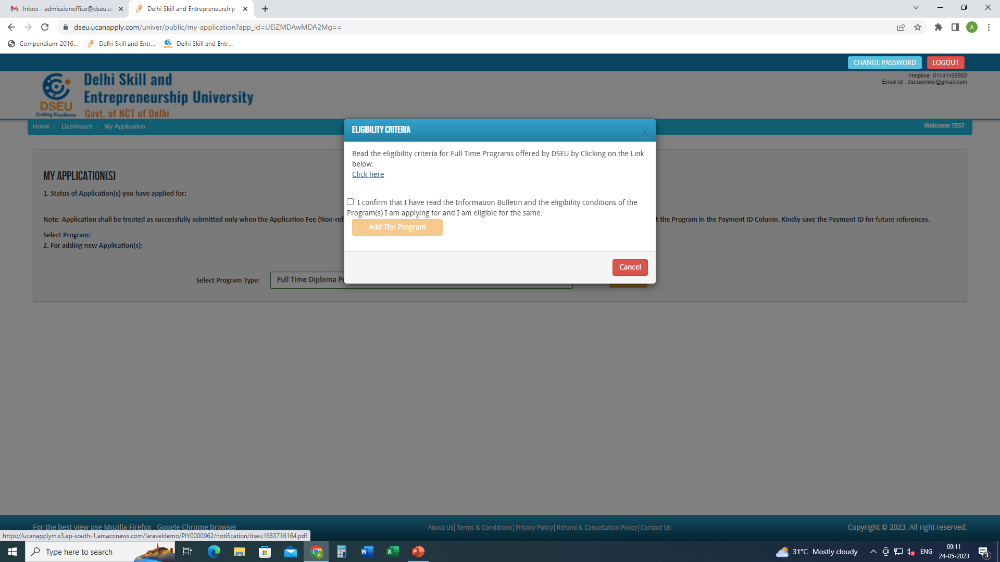 Inbox - admissionoffice@dseu.ac
Delhi Skill and Entrepreneurship
dseu.ucanapply.com/univer/public/my-application?app_id=UElZMDAwMDA2Mg==
A
Compendium-2016...
Delhi Skill and Entr...
Delhi Skill and Entr...
CHANGE PASSWORD
LOGOUT
Helpline: 01141169950
Email Id : dseuonline@gmail.com
DSEU
Crafting Excellence
Delhi Skill and
Entrepreneurship University
Govt. of NCT of Delhi
Home / Dashboard / My Application
Welcome TEST
ELIGIBILITY CRITERIA
X
Read the eligibility criteria for Full Time Programs offered by DSEU by Clicking on the Link
below:
Click here
I confirm that I have read the Information Bulletin and the eligibility conditions of the
Program(s) I am applying for and I am eligible for the same.
Add The Program
Cancel
MY APPLICATION(S)
1. Status of Application(s) you have applied for:
Note: Application shall be treated as successfully submitted only when the Application Fee (Non-ref
t the Program in the Payment ID Column. Kindly save the Payment ID for future references.
Select Program:
2. For adding new Application(s):
Select Program Type:
Full Time Diploma
For the best view use Mozilla Firefox , Google Chrome browser
About Us| Terms & Conditions| Privacy Policy| Refund & Cancellation Policy| Contact Us
Copyright © 2023. All right reserved.
https://ucanapplym.s3.ap-south-1.amazonaws.com/laraveldemo/PIY0000062/notification/dseu1683716164.pdf
Type here to search
31°C Mostly cloudy
ENG
09:11
24-05-2023
3